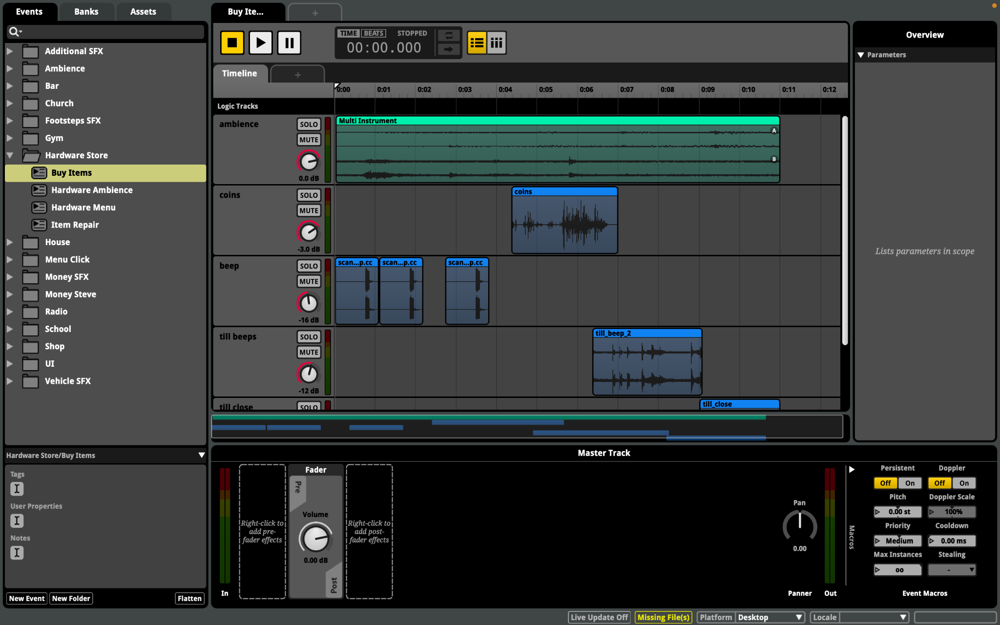 Events Banks Assets
Additional SFX
Ambience
Bar
Church
Footsteps SFX
Gym
Hardware Store
Buy Items
Hardware Ambience
Hardware Menu
Item Repair
House
Menu Click
Money SFX
Money Steve
Radio
School
Shop
UI
Vehicle SFX
Hardware Store/Buy Items
Tags
User Properties
Notes
New Event New Folder Flatten
Buy Ite... +
TIME BEATS STOPPED
00:00.000
Timeline +
0:00 0:01 0:02 0:03 0:04 0:05 0:06 0:07 0:08 0:09 0:10 0:11 0:12
Logic Tracks
ambience SOLO
MUTE
0.0 dB
Multi Instrument
A
B
coins SOLO
MUTE
-3.0 dB
coins
beep SOLO
MUTE
-16 dB
scan...p.cc scan...p.cc scan...p.cc
till beeps SOLO
MUTE
-12 dB
till_beep_2
till close SOLO
till_close
Overview
Parameters
Lists parameters in scope
Master Track
In
Right-click to
add pre-
fader effects
Fader
Pre
Volume
0.00 dB
Post
Right-click to
add post-
fader effects
Pan
0.00
Panner
Out
Macros
Persistent Doppler
Off On Off On
Pitch Doppler Scale
0.00 st 100%
Priority Cooldown
Medium 0.00 ms
Max Instances Stealing
oo -
Event Macros
Live Update Off Missing File(s) Platform Desktop Locale